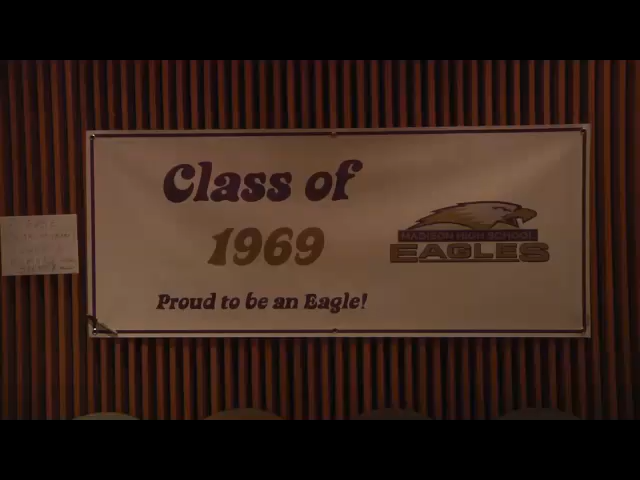 Class of
1969
Proud to be an Eagle!
MADISON HIGH SCHOOL
EAGLES